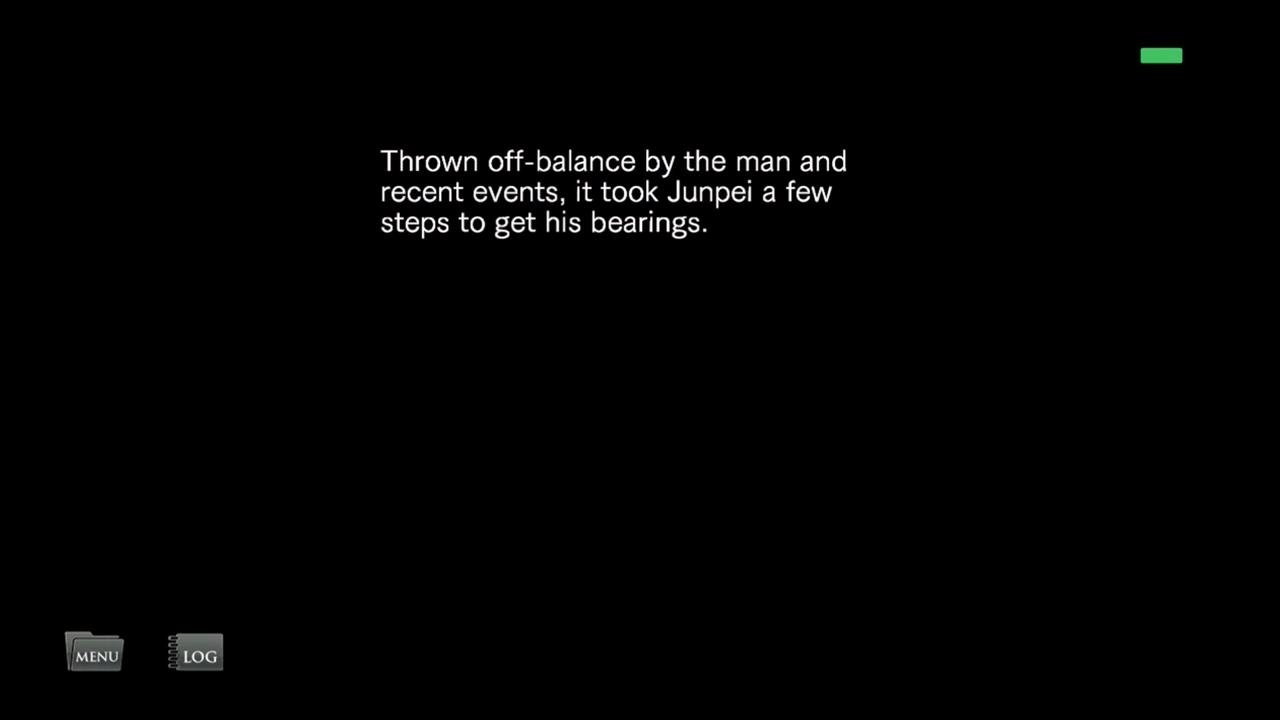 Thrown off-balance by the man and
recent events, it took Junpei a few
steps to get his bearings.
MENU
LOG